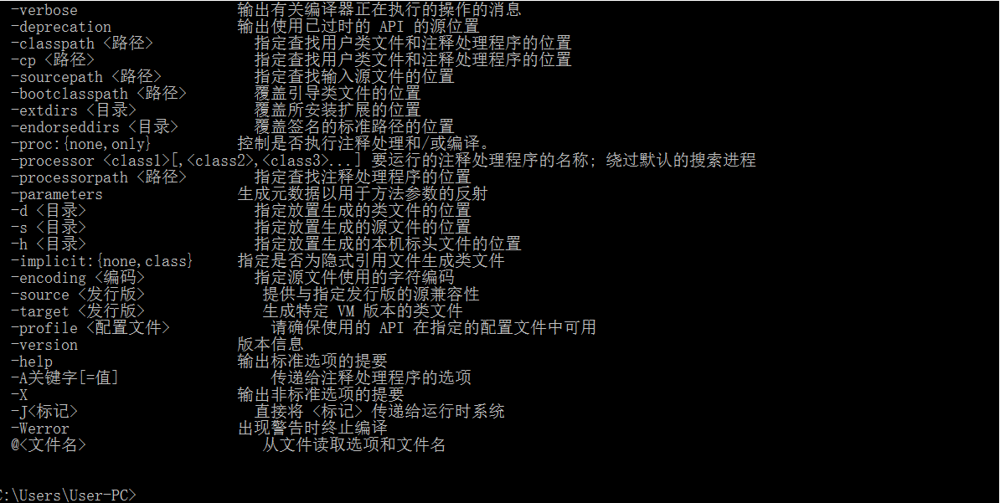 -verbose 输出有关编译器正在执行的操作的消息
-deprecation 输出使用已过时的 API 的源位置
-classpath <路径> 指定查找用户类文件和注释处理程序的位置
-cp <路径> 指定查找用户类文件和注释处理程序的位置
-sourcepath <路径> 指定查找输入源文件的位置
-bootclasspath <路径> 覆盖引导类文件的位置
-extdirs <目录> 覆盖所安装扩展的位置
-endorseddirs <目录> 覆盖签名的标准路径的位置
-proc:{none,only} 控制是否执行注释处理和/或编译。
-processor <class1>[,<class2>,<class3>...] 要运行的注释处理程序的名称; 绕过默认的搜索进程
-processorpath <路径> 指定查找注释处理程序的位置
-parameters 生成元数据以用于方法参数的反射
-d <目录> 指定放置生成的类文件的位置
-s <目录> 指定放置生成的源文件的位置
-h <目录> 指定放置生成的本机标头文件的位置
-implicit:{none,class} 指定是否为隐式引用文件生成类文件
-encoding <编码> 指定源文件使用的字符编码
-source <发行版> 提供与指定发行版的源兼容性
-target <发行版> 生成特定 VM 版本的类文件
-profile <配置文件> 请确保使用的 API 在指定的配置文件中可用
-version 版本信息
-help 输出标准选项的提要
-A关键字[=值] 传递给注释处理程序的选项
-X 输出非标准选项的提要
-J<标记> 直接将 <标记> 传递给运行时系统
-Werror 出现警告时终止编译
@<文件名> 从文件读取选项和文件名
C:\Users\User-PC>